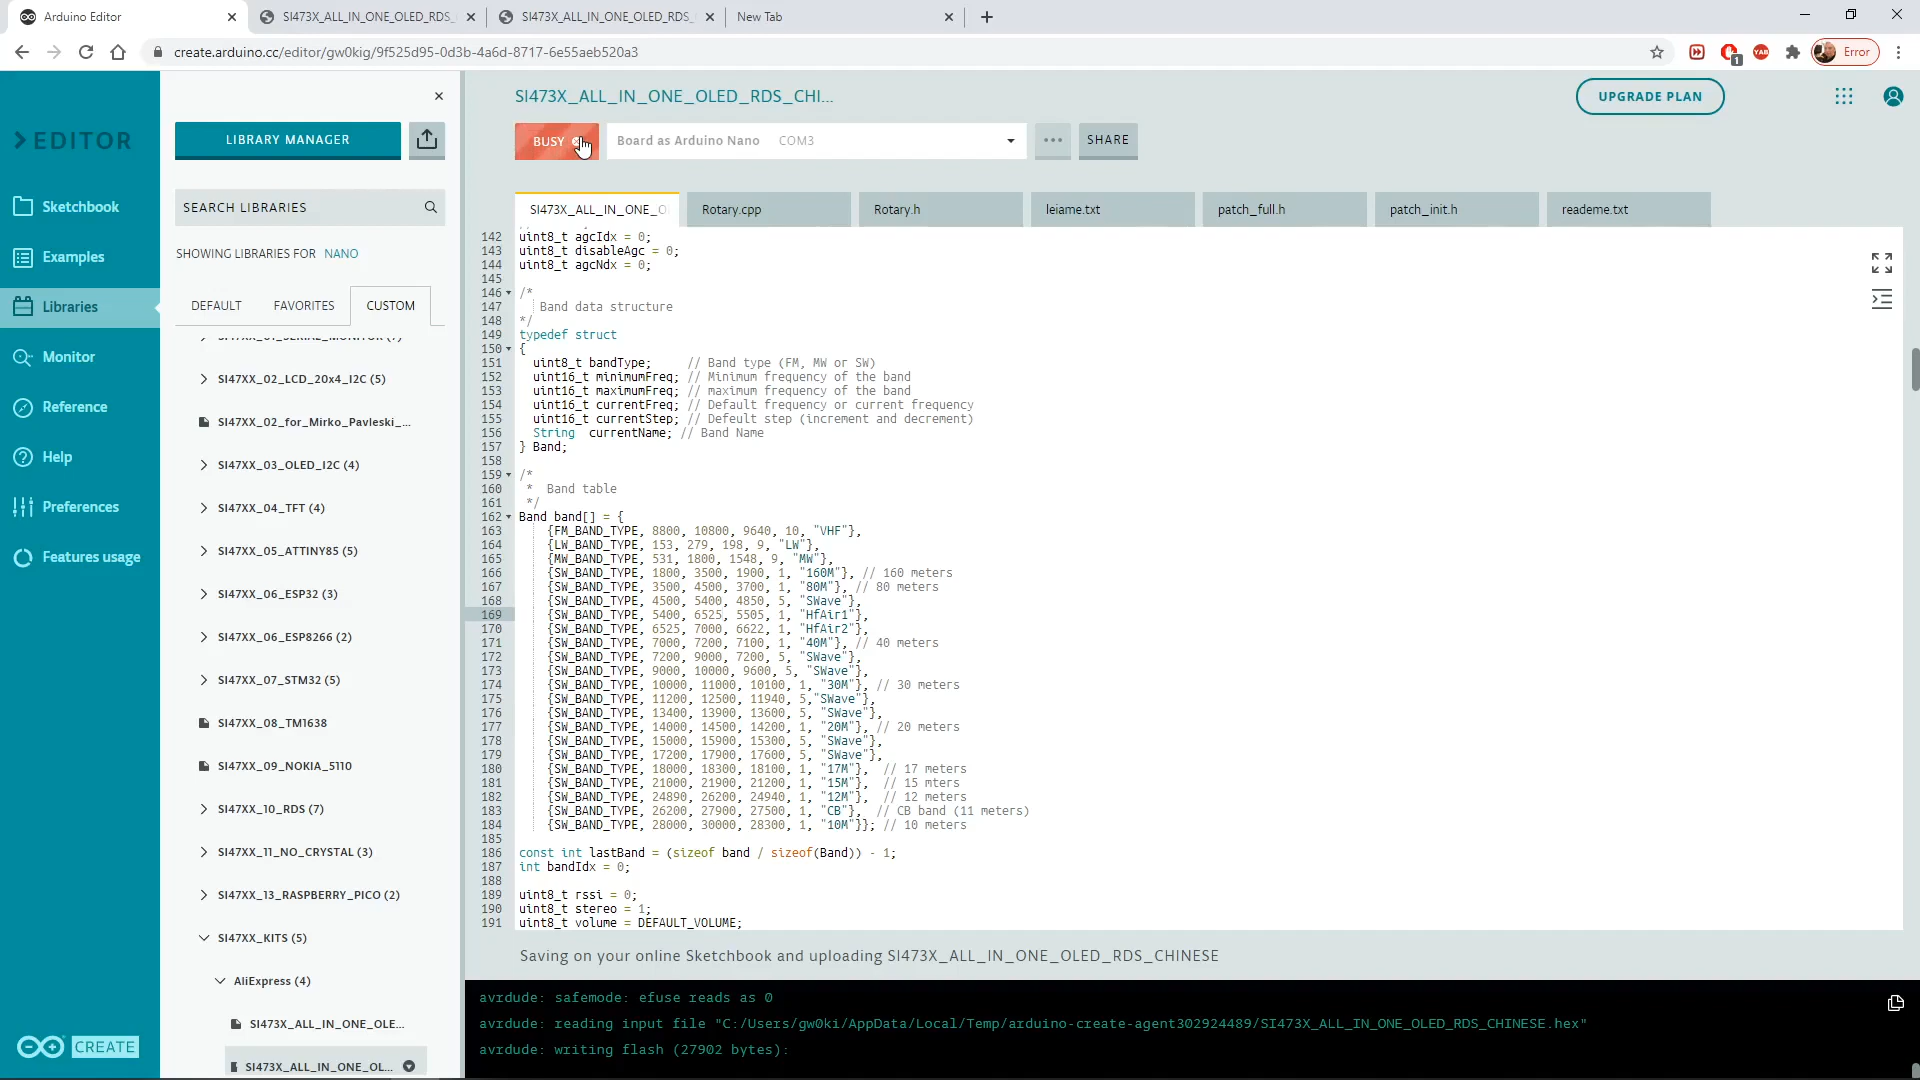 Arduino Editor
SI473X_ALL_IN_ONE_OLED_RDS_
SI473X_ALL_IN_ONE_OLED_RDS_
New Tab
create.arduino.cc/editor/gw0kig/9f525d95-0d3b-4a6d-8717-6e55aeb520a3
1
YAB
Error
EDITOR
Sketchbook
Examples
Libraries
Monitor
Reference
Help
Preferences
Features usage
CREATE
LIBRARY MANAGER
SEARCH LIBRARIES
SHOWING LIBRARIES FOR NANO
DEFAULT FAVORITES CUSTOM
SI47XX_01_SERIAL_MONITOR (7)
SI47XX_02_LCD_20x4_I2C (5)
SI47XX_02_for_Mirko_Pavleski_...
SI47XX_03_OLED_I2C (4)
SI47XX_04_TFT (4)
SI47XX_05_ATTINY85 (5)
SI47XX_06_ESP32 (3)
SI47XX_06_ESP8266 (2)
SI47XX_07_STM32 (5)
SI47XX_08_TM1638
SI47XX_09_NOKIA_5110
SI47XX_10_RDS (7)
SI47XX_11_NO_CRYSTAL (3)
SI47XX_13_RASPBERRY_PICO (2)
SI47XX_KITS (5)
AliExpress (4)
SI473X_ALL_IN_ONE_OLE...
SI473X_ALL_IN_ONE_OL...
SI473X_ALL_IN_ONE_OLED_RDS_CHI...
UPGRADE PLAN
BUSY
Board as Arduino Nano COM3
SHARE
SI473X_ALL_IN_ONE_O
Rotary.cpp
Rotary.h
leiame.txt
patch_full.h
patch_init.h
reademe.txt
142 uint8_t agcIdx = 0;
143 uint8_t disableAgc = 0;
144 uint8_t agcNdx = 0;
145
146 /*
147 Band data structure
148 */
149 typedef struct
150 {
151 uint8_t bandType; // Band type (FM, MW or SW)
152 uint16_t minimumFreq; // Minimum frequency of the band
153 uint16_t maximumFreq; // maximum frequency of the band
154 uint16_t currentFreq; // Default frequency or current frequency
155 uint16_t currentStep; // Defeult step (increment and decrement)
156 String currentName; // Band Name
157 } Band;
158
159 /*
160 * Band table
161 */
162 Band band[] = {
163 {FM_BAND_TYPE, 8800, 10800, 9640, 10, "VHF"},
164 {LW_BAND_TYPE, 153, 279, 198, 9, "LW"},
165 {MW_BAND_TYPE, 531, 1800, 1548, 9, "MW"},
166 {SW_BAND_TYPE, 1800, 3500, 1900, 1, "160M"}, // 160 meters
167 {SW_BAND_TYPE, 3500, 4500, 3700, 1, "80M"}, // 80 meters
168 {SW_BAND_TYPE, 4500, 5400, 4850, 5, "SWave"},
169 {SW_BAND_TYPE, 5400, 6525, 5505, 1, "HfAir1"},
170 {SW_BAND_TYPE, 6525, 7000, 6622, 1, "HfAir2"},
171 {SW_BAND_TYPE, 7000, 7200, 7100, 1, "40M"}, // 40 meters
172 {SW_BAND_TYPE, 7200, 9000, 7200, 5, "SWave"},
173 {SW_BAND_TYPE, 9000, 10000, 9600, 5, "SWave"},
174 {SW_BAND_TYPE, 10000, 11000, 10100, 1, "30M"}, // 30 meters
175 {SW_BAND_TYPE, 11200, 12500, 11940, 5,"SWave"},
176 {SW_BAND_TYPE, 13400, 13900, 13600, 5, "SWave"},
177 {SW_BAND_TYPE, 14000, 14500, 14200, 1, "20M"}, // 20 meters
178 {SW_BAND_TYPE, 15000, 15900, 15300, 5, "SWave"},
179 {SW_BAND_TYPE, 17200, 17900, 17600, 5, "SWave"},
180 {SW_BAND_TYPE, 18000, 18300, 18100, 1, "17M"}, // 17 meters
181 {SW_BAND_TYPE, 21000, 21900, 21200, 1, "15M"}, // 15 mters
182 {SW_BAND_TYPE, 24890, 26200, 24940, 1, "12M"}, // 12 meters
183 {SW_BAND_TYPE, 26200, 27900, 27500, 1, "CB"}, // CB band (11 meters)
184 {SW_BAND_TYPE, 28000, 30000, 28300, 1, "10M"}}; // 10 meters
185
186 const int lastBand = (sizeof band / sizeof(Band)) - 1;
187 int bandIdx = 0;
188
189 uint8_t rssi = 0;
190 uint8_t stereo = 1;
191 uint8_t volume = DEFAULT_VOLUME;
Saving on your online Sketchbook and uploading SI473X_ALL_IN_ONE_OLED_RDS_CHINESE
avrdude: safemode: efuse reads as 0
avrdude: reading input file "C:/Users/gw0ki/AppData/Local/Temp/arduino-create-agent302924489/SI473X_ALL_IN_ONE_OLED_RDS_CHINESE.hex"
avrdude: writing flash (27902 bytes):